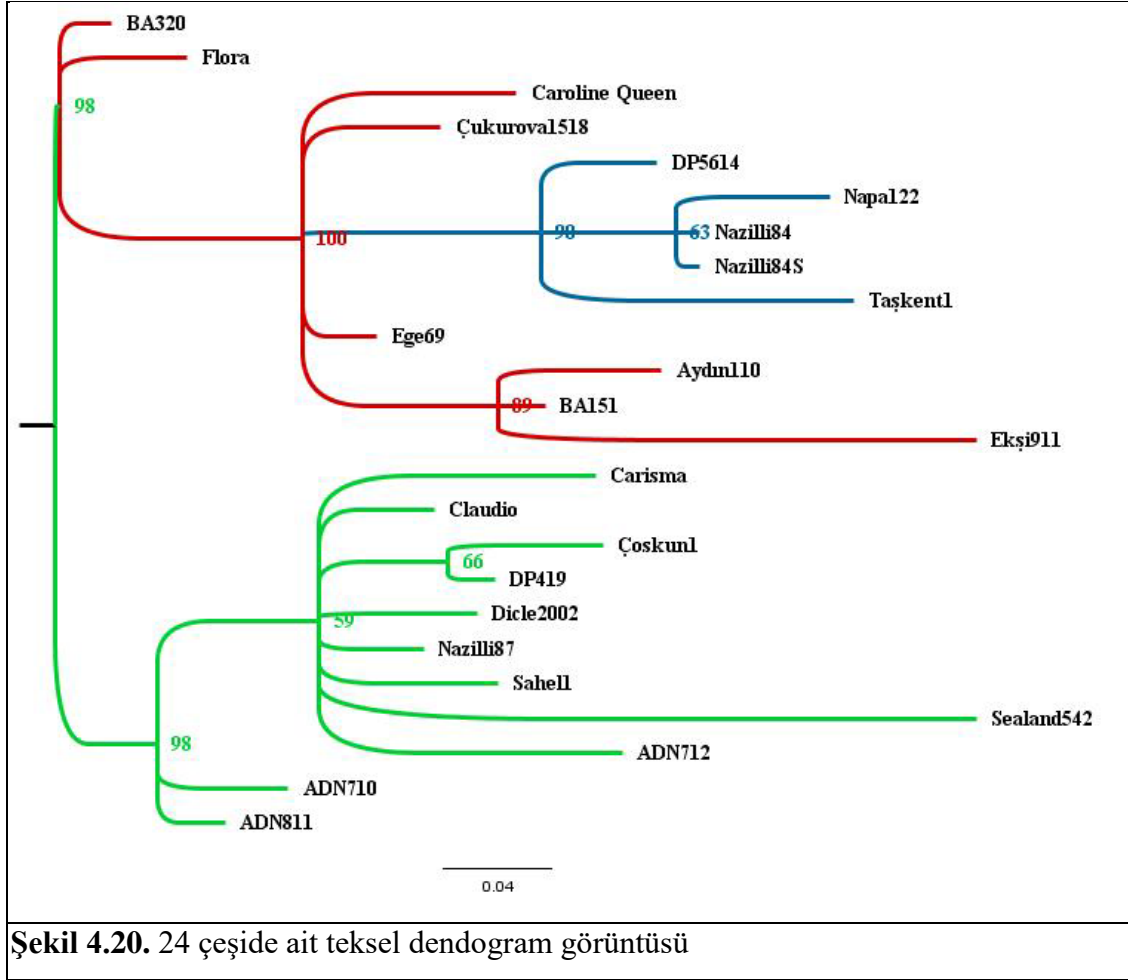 BA320
Flora
98
Caroline Queen
Çukurova1518
DP5614
Napa122
100
98
63 Nazilli84
Nazilli84S
Taşkent1
Ege69
Aydın110
89 BA151
Ekşi911
Carisma
Claudio
Çoskun1
66
DP419
Dicle2002
59
Nazilli87
Sahel1
Sealand542
98
ADN712
ADN710
ADN811
0.04
Şekil 4.20. 24 çeşide ait teksel dendogram görüntüsü